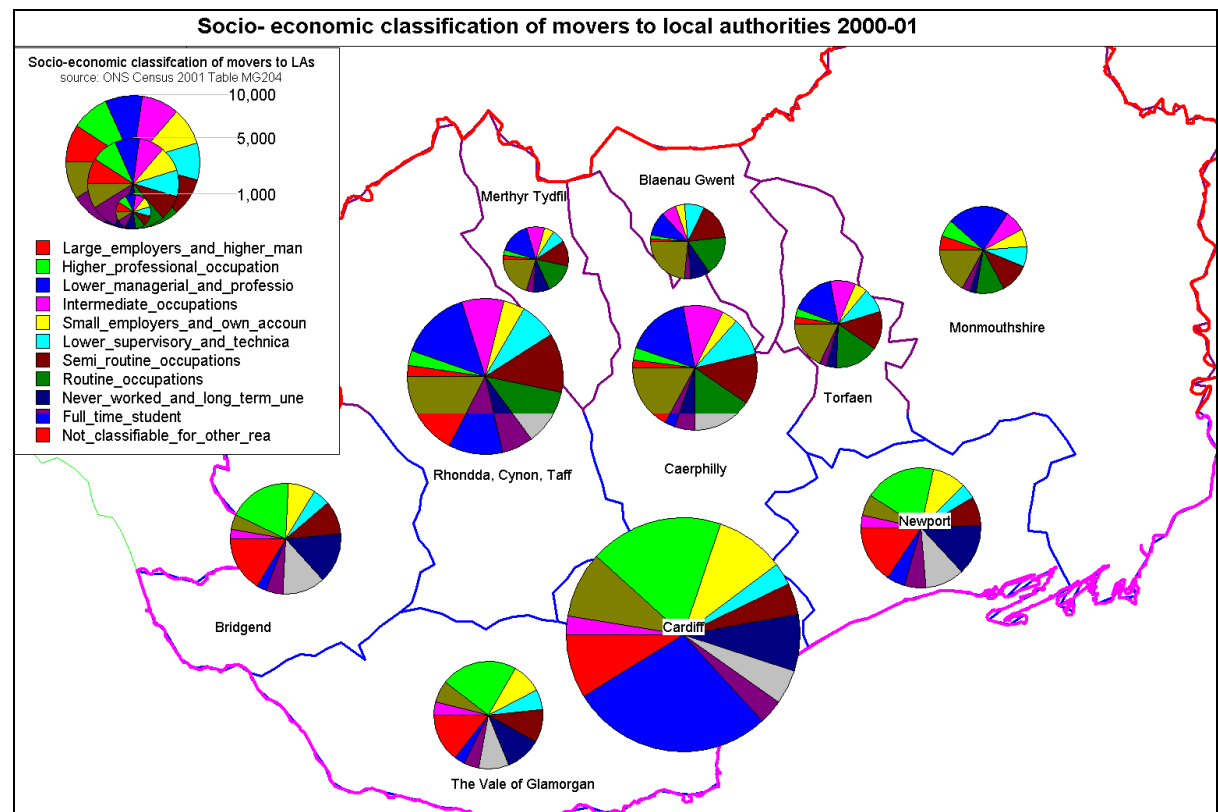 Socio- economic classification of movers to local authorities 2000-01
Socio-economic classifcation of movers to LAs
source: ONS Census 2001 Table MG204
10,000
5,000
1,000
Large_employers_and_higher_man
Higher_professional_occupation
Lower_managerial_and_professio
Intermediate_occupations
Small_employers_and_own_accoun
Lower_supervisory_and_technica
Semi_routine_occupations
Routine_occupations
Never_worked_and_long_term_une
Full_time_student
Not_classifiable_for_other_rea
Merthyr Tydfil
Blaenau Gwent
Monmouthshire
Torfaen
Rhondda, Cynon, Taff
Caerphilly
Newport
Bridgend
Cardiff
The Vale of Glamorgan